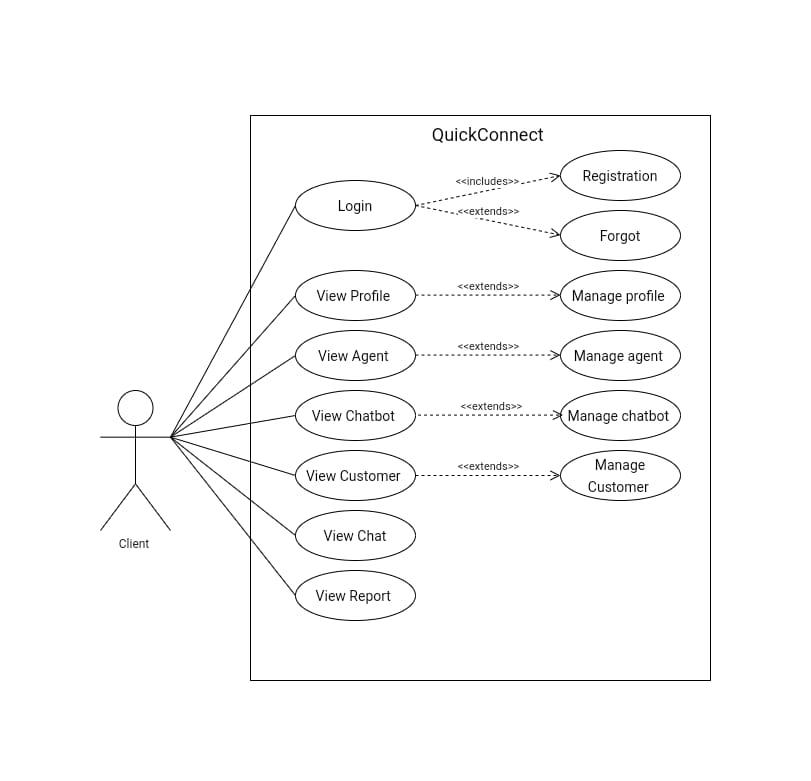 QuickConnect
Login
<<includes>>
Registration
<<extends>>
Forgot
View Profile
<<extends>>
Manage profile
View Agent
<<extends>>
Manage agent
View Chatbot
<<extends>>
Manage chatbot
View Customer
<<extends>>
Manage
Customer
View Chat
Client
View Report